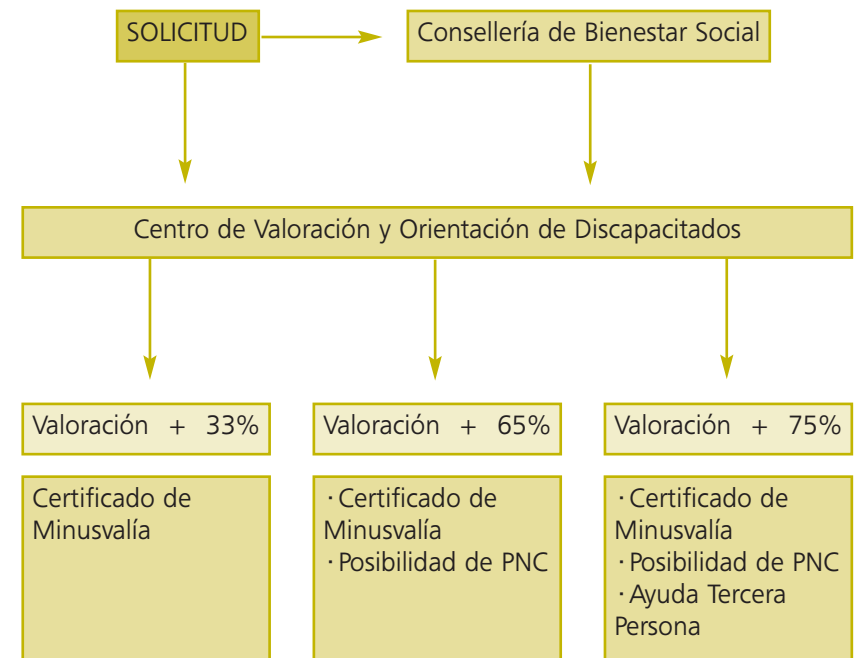 SOLICITUD
Consellería de Bienestar Social
Centro de Valoración y Orientación de Discapacitados
Valoración + 33%
Valoración + 65%
Valoración + 75%
Certificado de
Minusvalía
·Certificado de
Minusvalía
·Posibilidad de PNC
·Certificado de
Minusvalía
·Posibilidad de PNC
·Ayuda Tercera
Persona